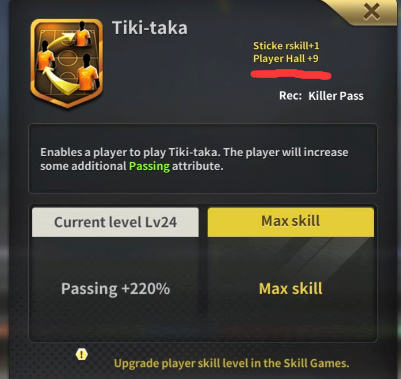 Tiki-taka
Sticke rskill+1
Player Hall +9
Rec: Killer Pass
Enables a player to play Tiki-taka. The player will increase
some additional Passing attribute.
Current level Lv24
Max skill
Passing +220%
Max skill
Upgrade player skill level in the Skill Games.